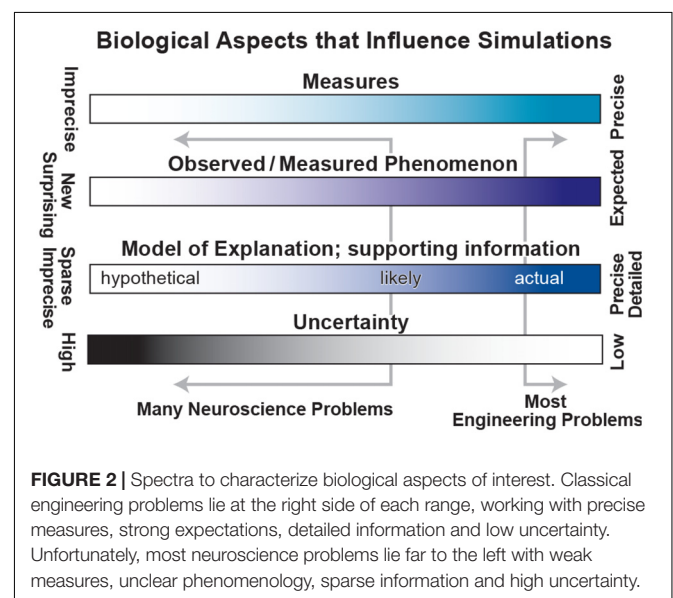 Biological Aspects that Influence Simulations
Measures
Imprecise
Precise
Observed / Measured Phenomenon
New
Surprising
Expected
Model of Explanation; supporting information
Sparse
Imprecise
hypothetical
likely
actual
Precise
Detailed
Uncertainty
High
Low
Many Neuroscience Problems
Most
Engineering Problems
FIGURE 2 | Spectra to characterize biological aspects of interest. Classical
engineering problems lie at the right side of each range, working with precise
measures, strong expectations, detailed information and low uncertainty.
Unfortunately, most neuroscience problems lie far to the left with weak
measures, unclear phenomenology, sparse information and high uncertainty.